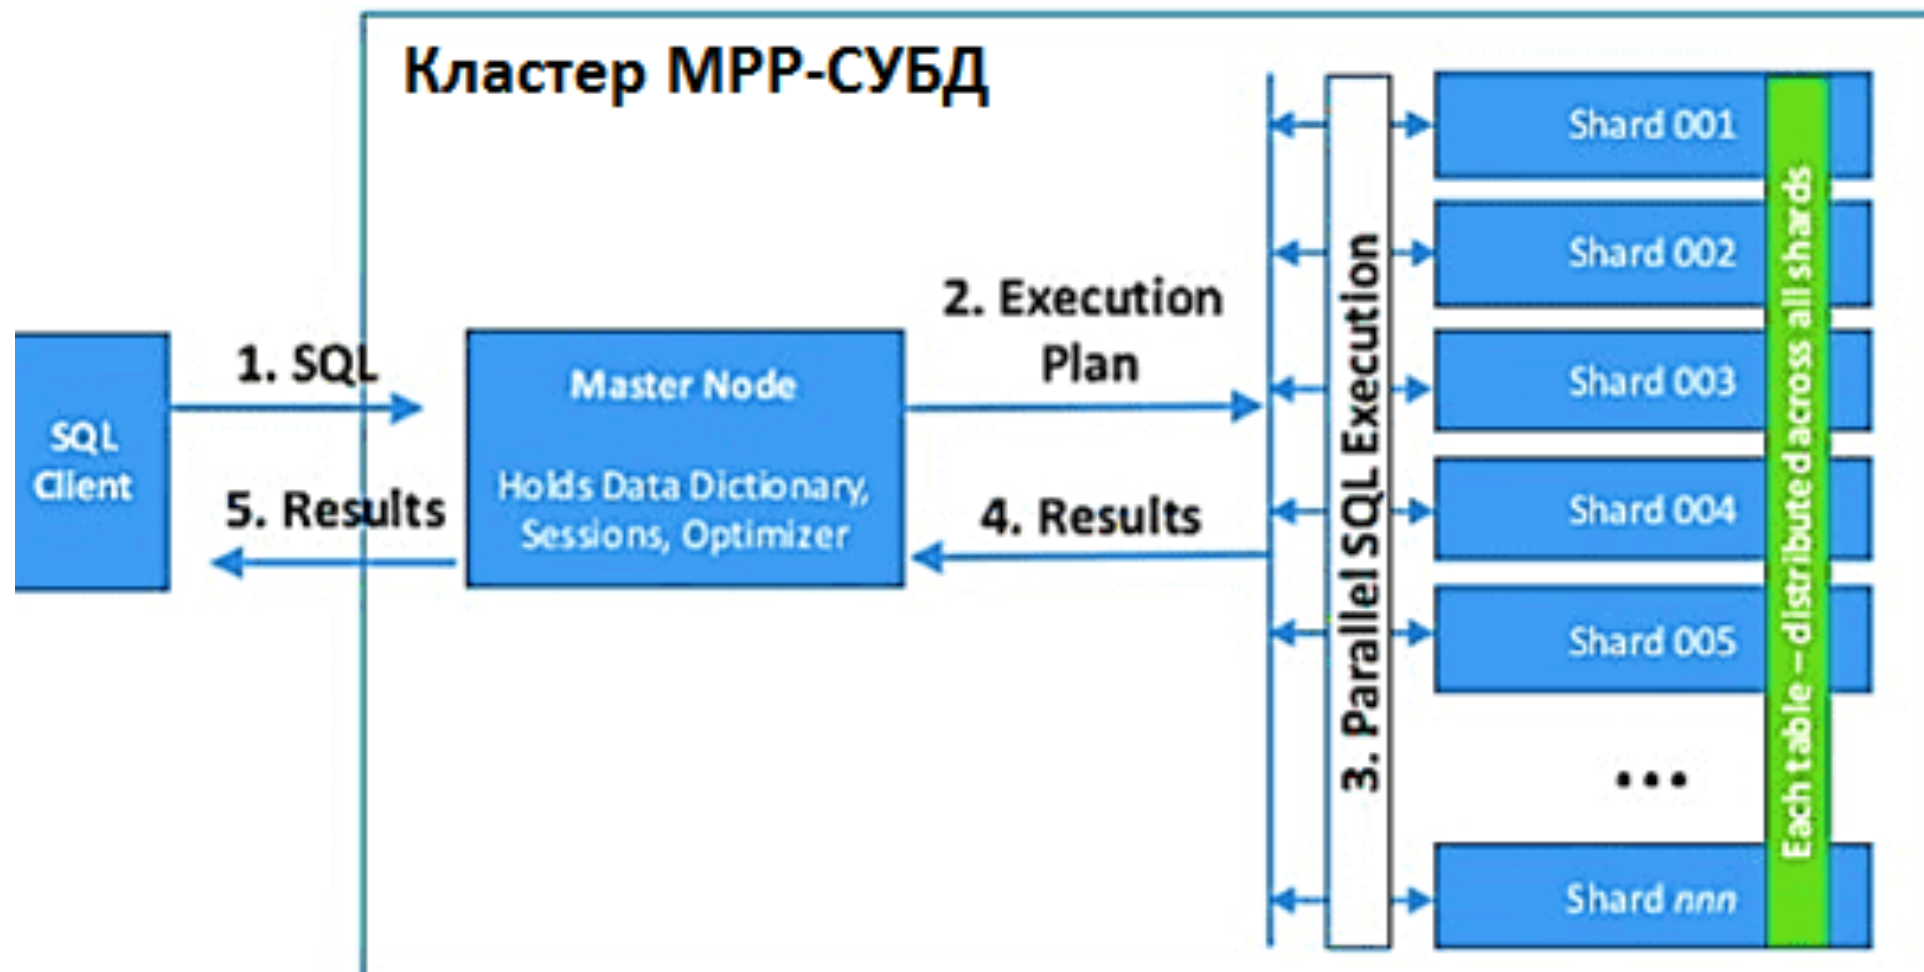 Кластер МРР-СУБД
SQL
Client
1. SQL
5. Results
Master Node
Holds Data Dictionary,
Sessions, Optimizer
2. Execution
Plan
4. Results
3. Parallel SQL Execution
Shard 001
Shard 002
Shard 003
Shard 004
Shard 005
...
Shard nnn
Each table – distributed across all shards